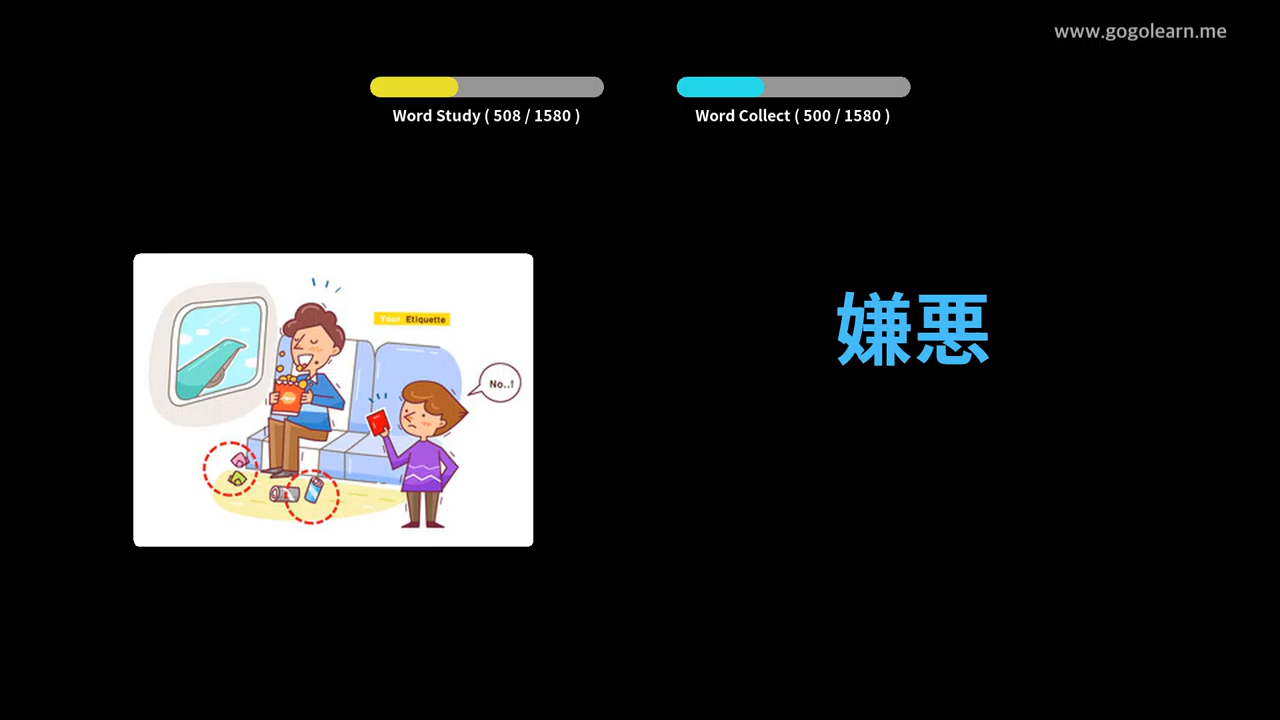 www.gogolearn.me
Word Study ( 508 / 1580 )
Word Collect ( 500 / 1580 )
Your Etiquette
No..!
嫌悪